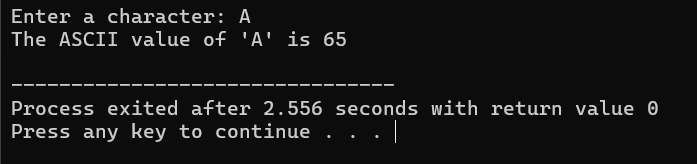 Enter a character: A
The ASCII value of 'A' is 65
--------------------------------
Process exited after 2.556 seconds with return value 0
Press any key to continue . . .